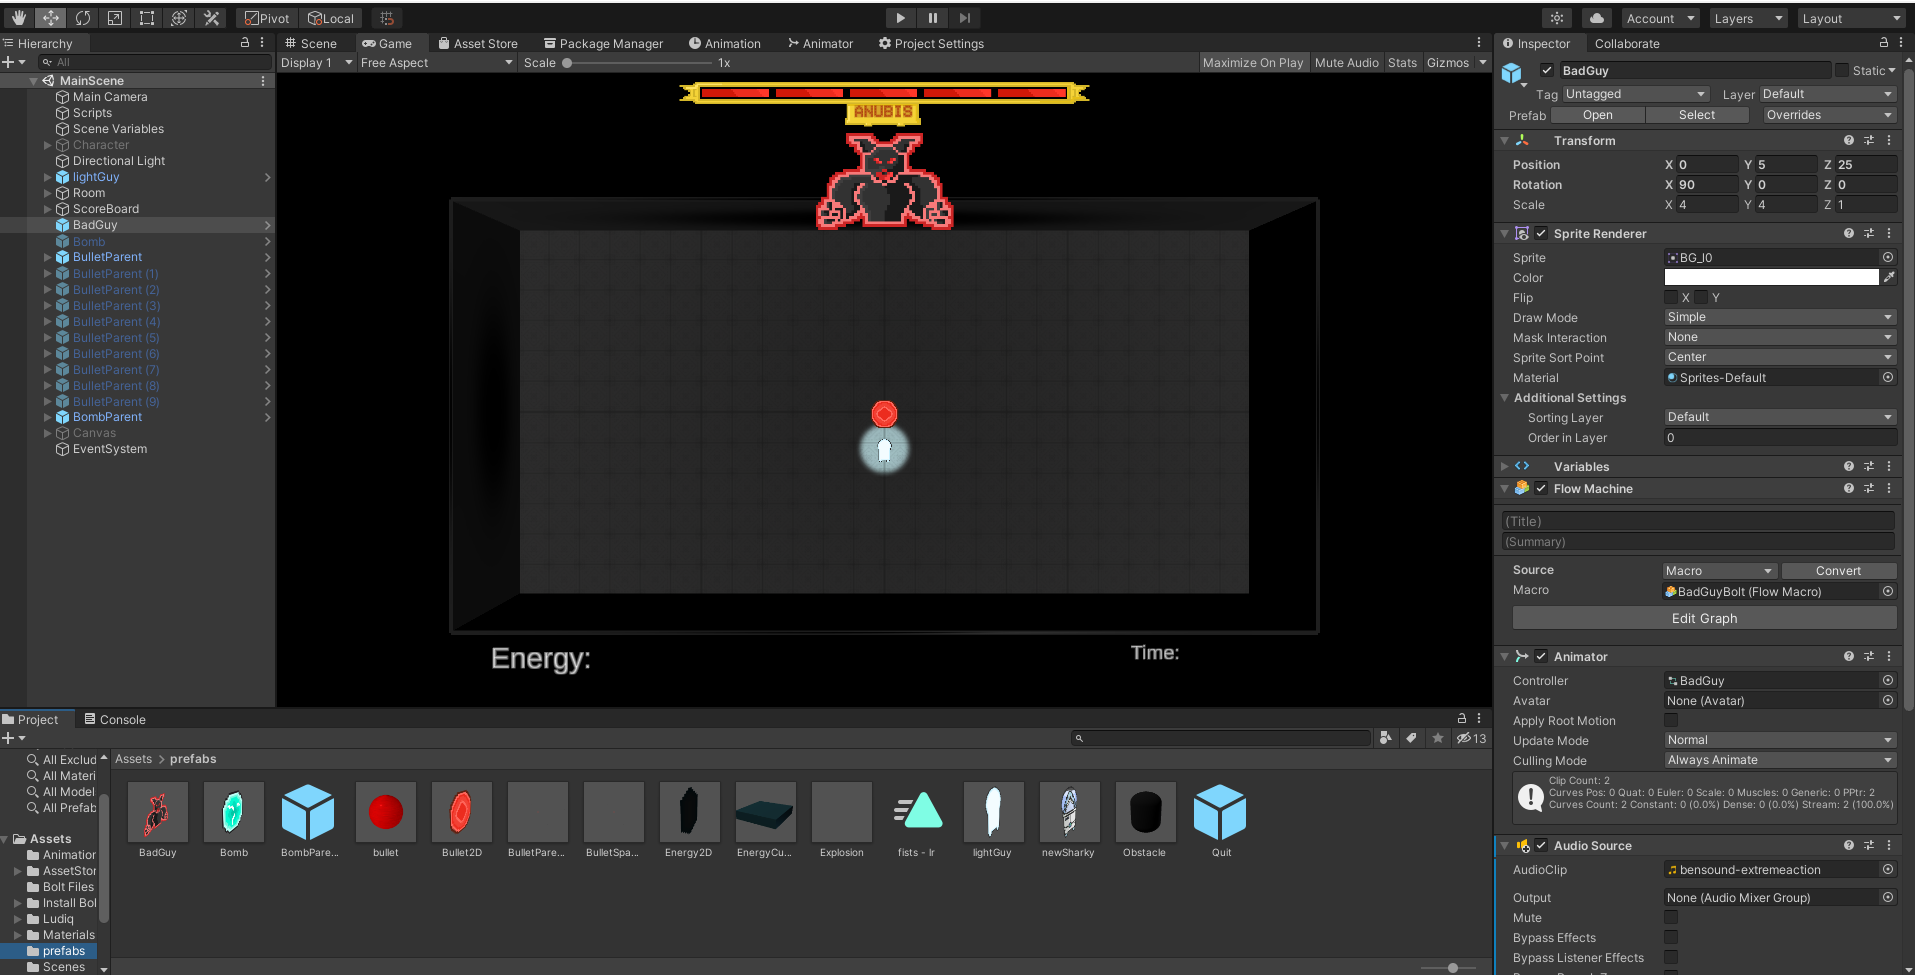 Pivot Local
Account Layers Layout
Hierarchy
All
MainScene
Main Camera
Scripts
Scene Variables
Character
Directional Light
lightGuy
Room
ScoreBoard
BadGuy
Bomb
BulletParent
BulletParent (1)
BulletParent (2)
BulletParent (3)
BulletParent (4)
BulletParent (5)
BulletParent (6)
BulletParent (7)
BulletParent (8)
BulletParent (9)
BombParent
Canvas
EventSystem
Scene Game Asset Store Package Manager Animation Animator Project Settings
Display 1 Free Aspect Scale 1x Maximize On Play Mute Audio Stats Gizmos
ANUBIS
Energy:
Time:
Project Console
13
All Exclud
All Materi
All Model
All Prefab
Assets
Animation
AssetStor
Bolt Files
Install Bol
Ludiq
Materials
prefabs
Scenes
Assets > prefabs
BadGuy Bomb BombPare... bullet Bullet2D BulletPare... BulletSpa... Energy2D EnergyCu... Explosion fists - lr lightGuy newSharky Obstacle Quit
Inspector Collaborate
BadGuy Static
Tag Untagged Layer Default
Prefab Open Select Overrides
Transform
Position X 0 Y 5 Z 25
Rotation X 90 Y 0 Z 0
Scale X 4 Y 4 Z 1
Sprite Renderer
Sprite BG_I0
Color
Flip X Y
Draw Mode Simple
Mask Interaction None
Sprite Sort Point Center
Material Sprites-Default
Additional Settings
Sorting Layer Default
Order in Layer 0
Variables
Flow Machine
(Title)
(Summary)
Source Macro Convert
Macro BadGuyBolt (Flow Macro)
Edit Graph
Animator
Controller BadGuy
Avatar None (Avatar)
Apply Root Motion
Update Mode Normal
Culling Mode Always Animate
Clip Count: 2
Curves Pos: 0 Quat: 0 Euler: 0 Scale: 0 Muscles: 0 Generic: 0 PPtr: 2
Curves Count: 2 Constant: 0 (0.0%) Dense: 0 (0.0%) Stream: 2 (100.0%)
Audio Source
AudioClip bensound-extremeaction
Output None (Audio Mixer Group)
Mute
Bypass Effects
Bypass Listener Effects